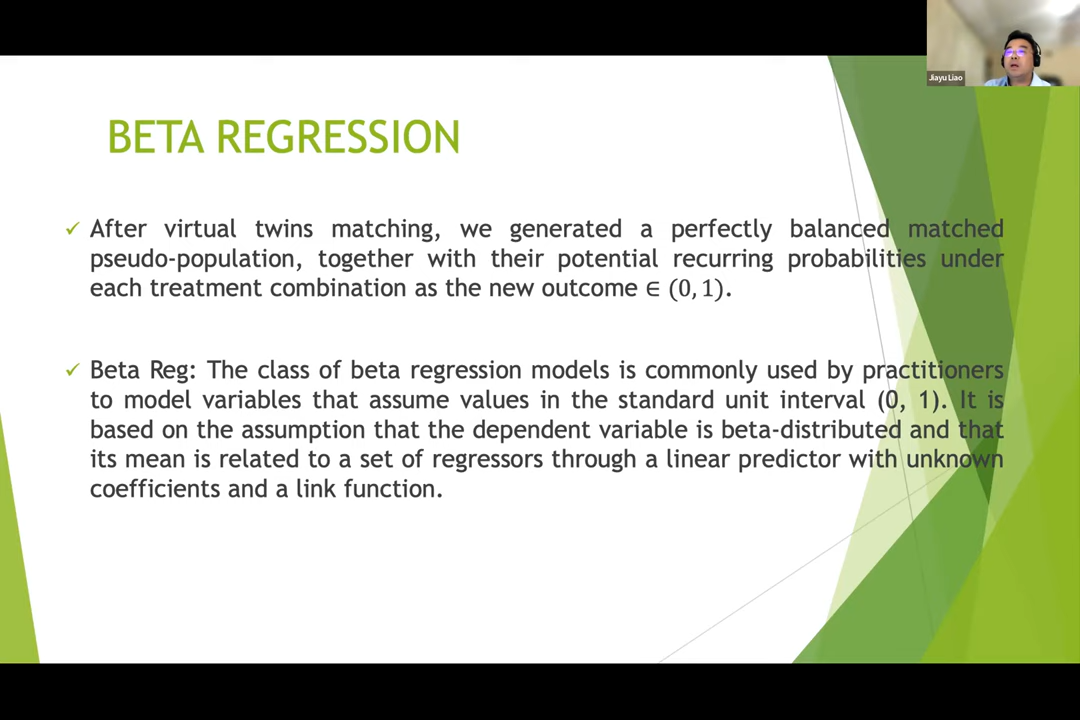 Jiayu Liao
BETA REGRESSION
✓ After virtual twins matching, we generated a perfectly balanced matched
pseudo-population, together with their potential recurring probabilities under
each treatment combination as the new outcome ∈ (0, 1).
✓ Beta Reg: The class of beta regression models is commonly used by practitioners
to model variables that assume values in the standard unit interval (0, 1). It is
based on the assumption that the dependent variable is beta-distributed and that
its mean is related to a set of regressors through a linear predictor with unknown
coefficients and a link function.